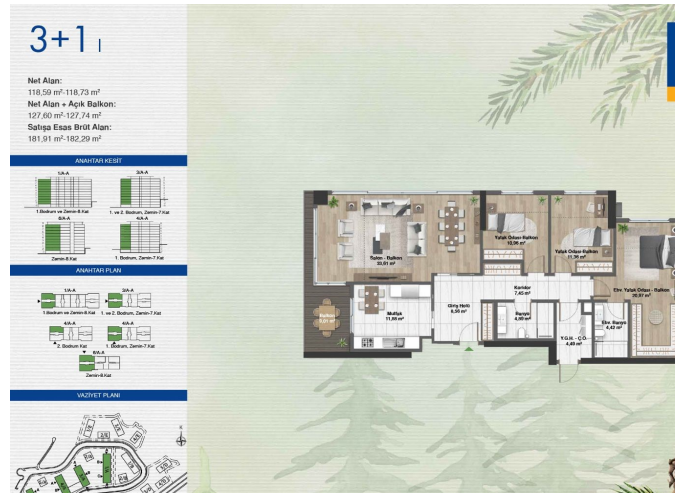 3+1 I
Net Alan:
118,59 m²-118,73 m²
Net Alan + Açık Balkon:
127,60 m²-127,74 m²
Satışa Esas Brüt Alan:
181,91 m²-182,29 m²
ANAHTAR KESİT
1/A-A
3/A-A
1.Bodrum ve Zemin-8.Kat
1. ve 2. Bodrum, Zemin-7.Kat
6/A-A
4/A-A
Zemin-8.Kat
1. Bodrum, Zemin-7.Kat
ANAHTAR PLAN
1/A-A
3/A-A
1.Bodrum ve Zemin-8.Kat
1. ve 2. Bodrum, Zemin-7.Kat
4/A-A
4/A-A
2. Bodrum Kat
1. Bodrum, Zemin-7.Kat
6/A-A
Zemin-8.Kat
VAZİYET PLANI
Salon - Balkon
33,91 m²
Yatak Odası-Balkon
10,96 m²
Yatak Odası-Balkon
11,36 m²
Ebv. Yatak Odası - Balkon
20,97 m²
Balkon
9,01 m²
Mutfak
11,88 m²
Giriş Holü
8,56 m²
Koridor
7,45 m²
Banyo
4,69 m²
Y.G.H. - Ç.O.
4,49 m²
Ebv. Banyo
4,42 m²